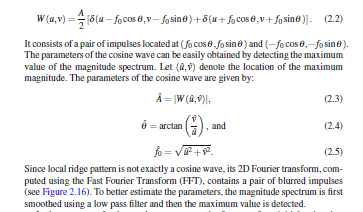 W(u,v) = A/2 [δ(u − f₀ cos θ, v − f₀ sin θ) + δ(u + f₀ cos θ, v + f₀ sin θ)]. (2.2)
It consists of a pair of impulses located at (f₀ cos θ, f₀ sin θ) and (−f₀ cos θ, −f₀ sin θ).
The parameters of the cosine wave can be easily obtained by detecting the maximum
value of the magnitude spectrum. Let (û, v̂) denote the location of the maximum
magnitude. The parameters of the cosine wave are given by:
Â = |W(û, v̂)|, (2.3)
θ̂ = arctan (v̂/û), and (2.4)
f̂₀ = √(û² + v̂²). (2.5)
Since local ridge pattern is not exactly a cosine wave, its 2D Fourier transform, com-
puted using the Fast Fourier Transform (FFT), contains a pair of blurred impulses
(see Figure 2.16). To better estimate the parameters, the magnitude spectrum is first
smoothed using a low pass filter and then the maximum value is detected.